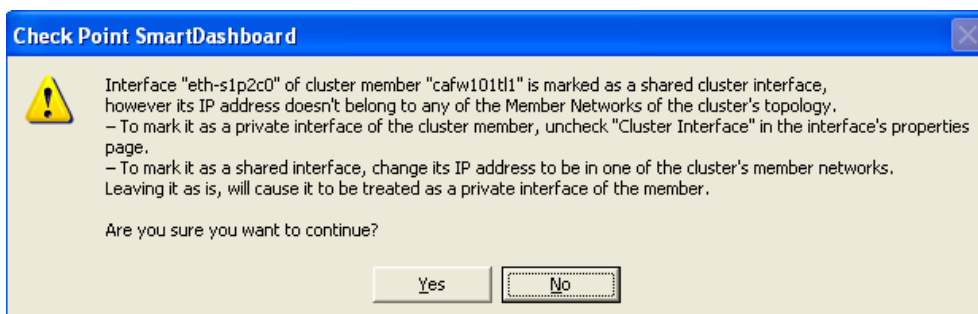 Check Point SmartDashboard
Interface "eth-s1p2c0" of cluster member "cafw101tl1" is marked as a shared cluster interface,
however its IP address doesn't belong to any of the Member Networks of the cluster's topology.
– To mark it as a private interface of the cluster member, uncheck "Cluster Interface" in the interface's properties
page.
– To mark it as a shared interface, change its IP address to be in one of the cluster's member networks.
Leaving it as is, will cause it to be treated as a private interface of the member.
Are you sure you want to continue?
Yes No